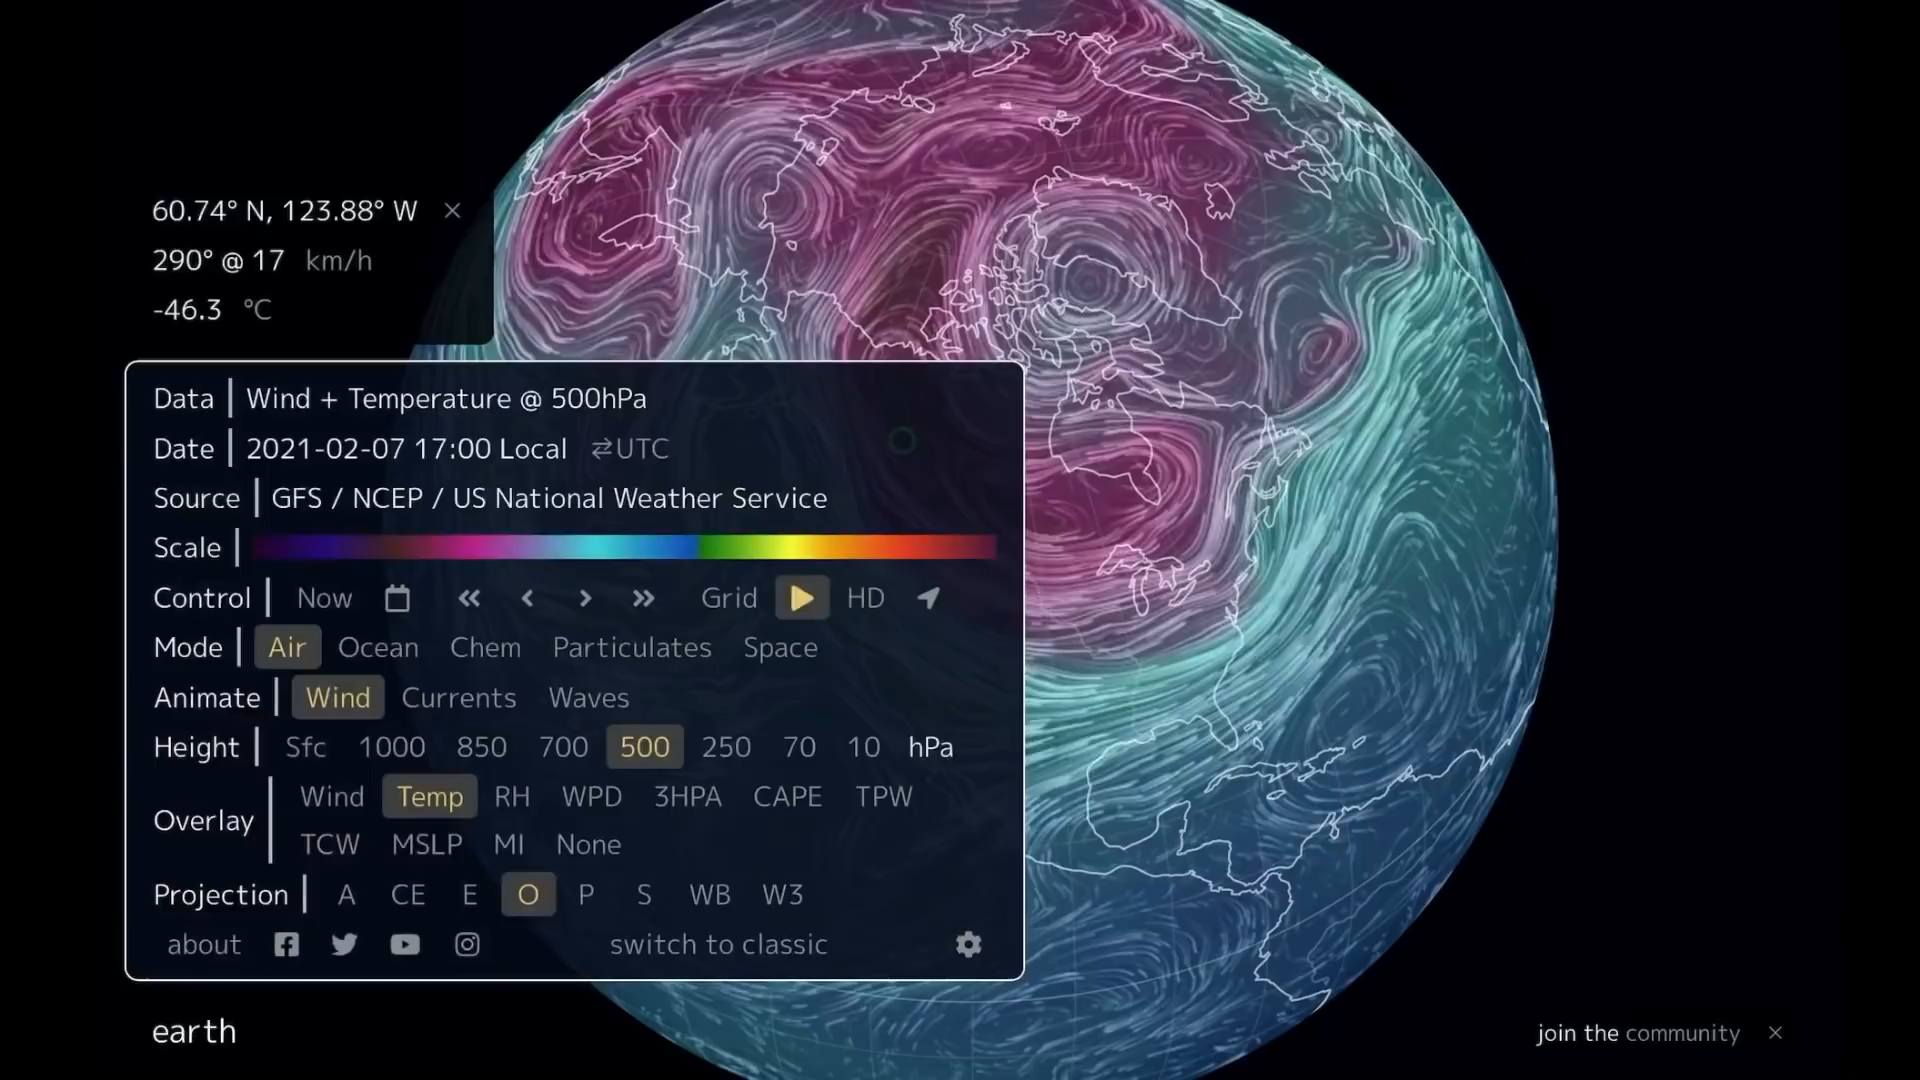 60.74° N, 123.88° W ×
290° @ 17 km/h
-46.3 °C
Data | Wind + Temperature @ 500hPa
Date | 2021-02-07 17:00 Local ⇄UTC
Source | GFS / NCEP / US National Weather Service
Scale |
Control | Now « ‹ › » Grid HD
Mode | Air Ocean Chem Particulates Space
Animate | Wind Currents Waves
Height | Sfc 1000 850 700 500 250 70 10 hPa
Overlay | Wind Temp RH WPD 3HPA CAPE TPW
TCW MSLP MI None
Projection | A CE E O P S WB W3
about switch to classic
earth
join the community ×